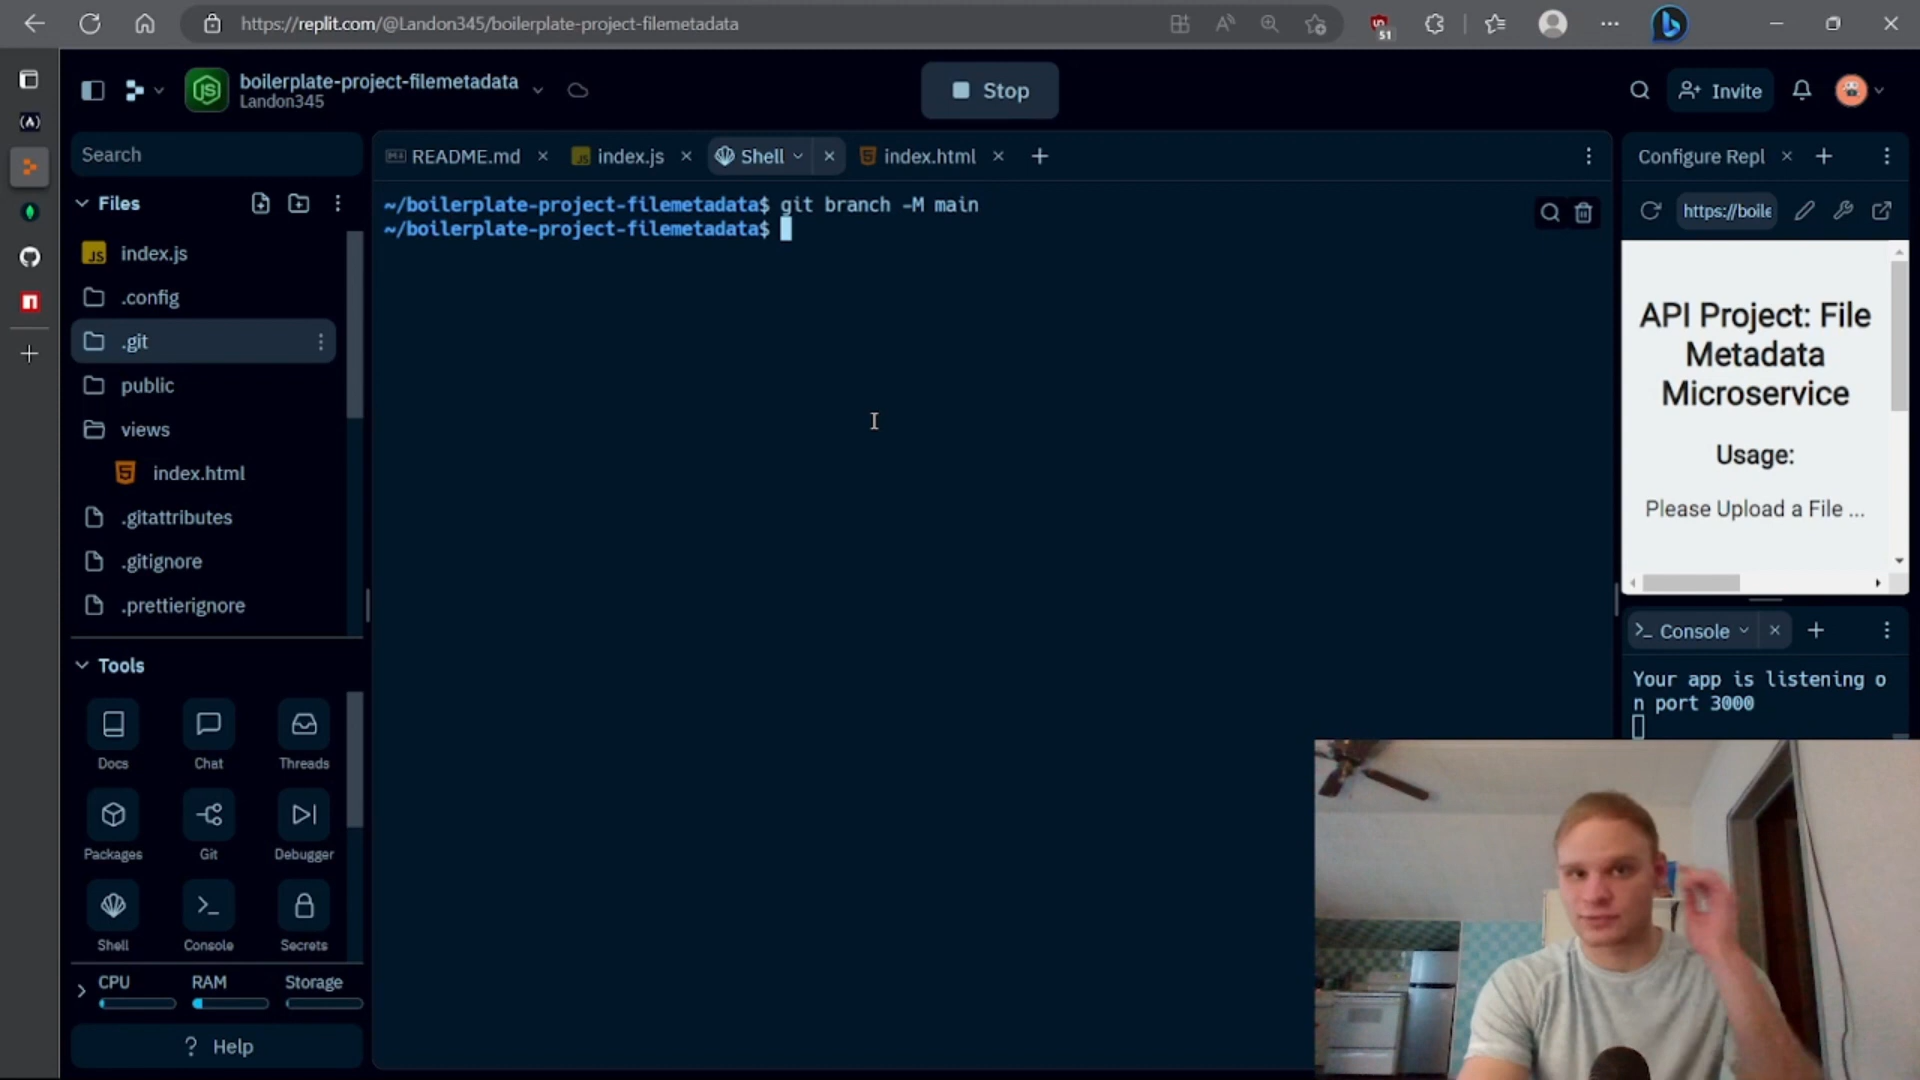 https://replit.com/@Landon345/boilerplate-project-filemetadata
51
boilerplate-project-filemetadata
Landon345
Stop
Invite
Search
README.md
index.js
Shell
index.html
Configure Repl
Files
~/boilerplate-project-filemetadata$ git branch -M main
~/boilerplate-project-filemetadata$
https://boile
index.js
.config
.git
public
views
index.html
.gitattributes
.gitignore
.prettierignore
API Project: File
Metadata
Microservice
Usage:
Please Upload a File ...
Console
Your app is listening o
n port 3000
Tools
Docs
Chat
Threads
Packages
Git
Debugger
Shell
Console
Secrets
CPU
RAM
Storage
? Help